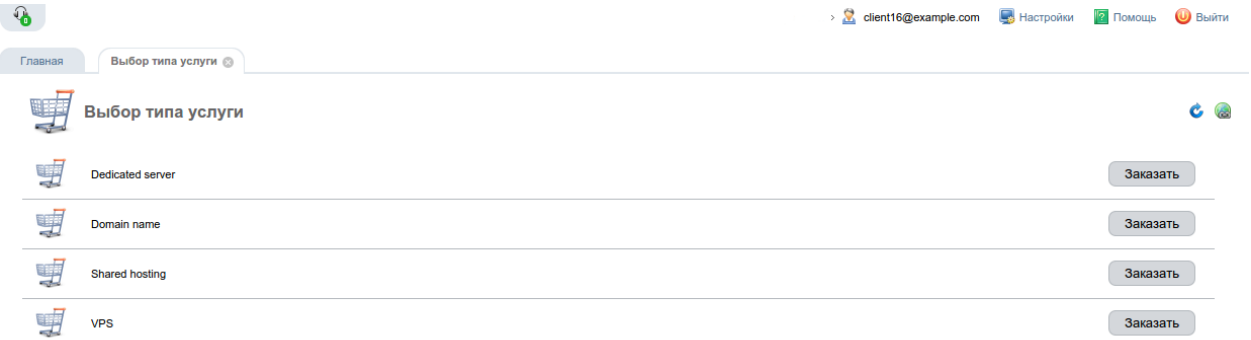 8
client16@example.com Настройки Помощь Выйти
Главная Выбор типа услуги
Выбор типа услуги
Dedicated server Заказать
Domain name Заказать
Shared hosting Заказать
VPS Заказать